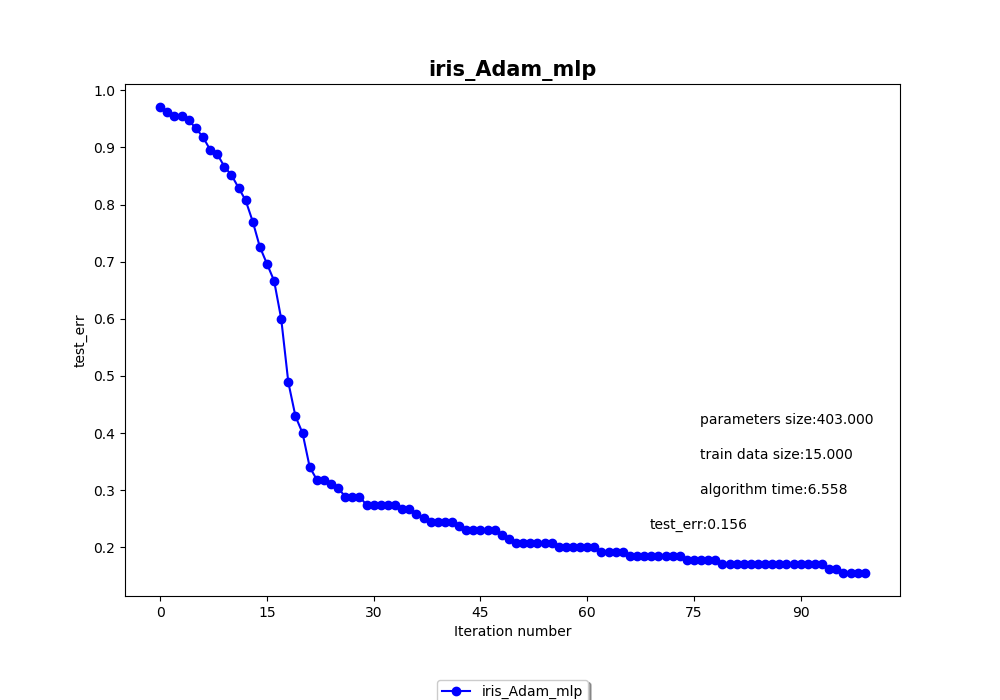 iris_Adam_mlp
1.0
0.9
0.8
0.7
0.6
0.5
0.4
0.3
0.2
test_err
parameters size:403.000
train data size:15.000
algorithm time:6.558
test_err:0.156
0 15 30 45 60 75 90
Iteration number
iris_Adam_mlp